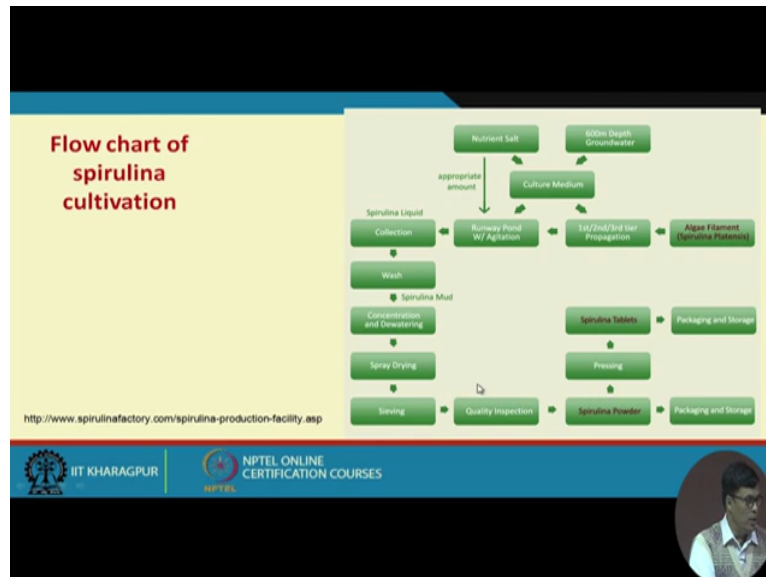 Flow chart of
spirulina
cultivation
Nutrient Salt
600m Depth
Groundwater
appropriate
amount
Culture Medium
Spirulina Liquid
Collection
Runway Pond
W/ Agitation
1st/2nd/3rd tier
Propagation
Algae Filament
(Spirulina Platensis)
Wash
Spirulina Mud
Concentration
and Dewatering
Spirulina Tablets
Packaging and Storage
Spray Drying
Pressing
Sieving
Quality Inspection
Spirulina Powder
Packaging and Storage
http://www.spirulinafactory.com/spirulina-production-facility.asp
IIT KHARAGPUR
NPTEL
NPTEL ONLINE
CERTIFICATION COURSES